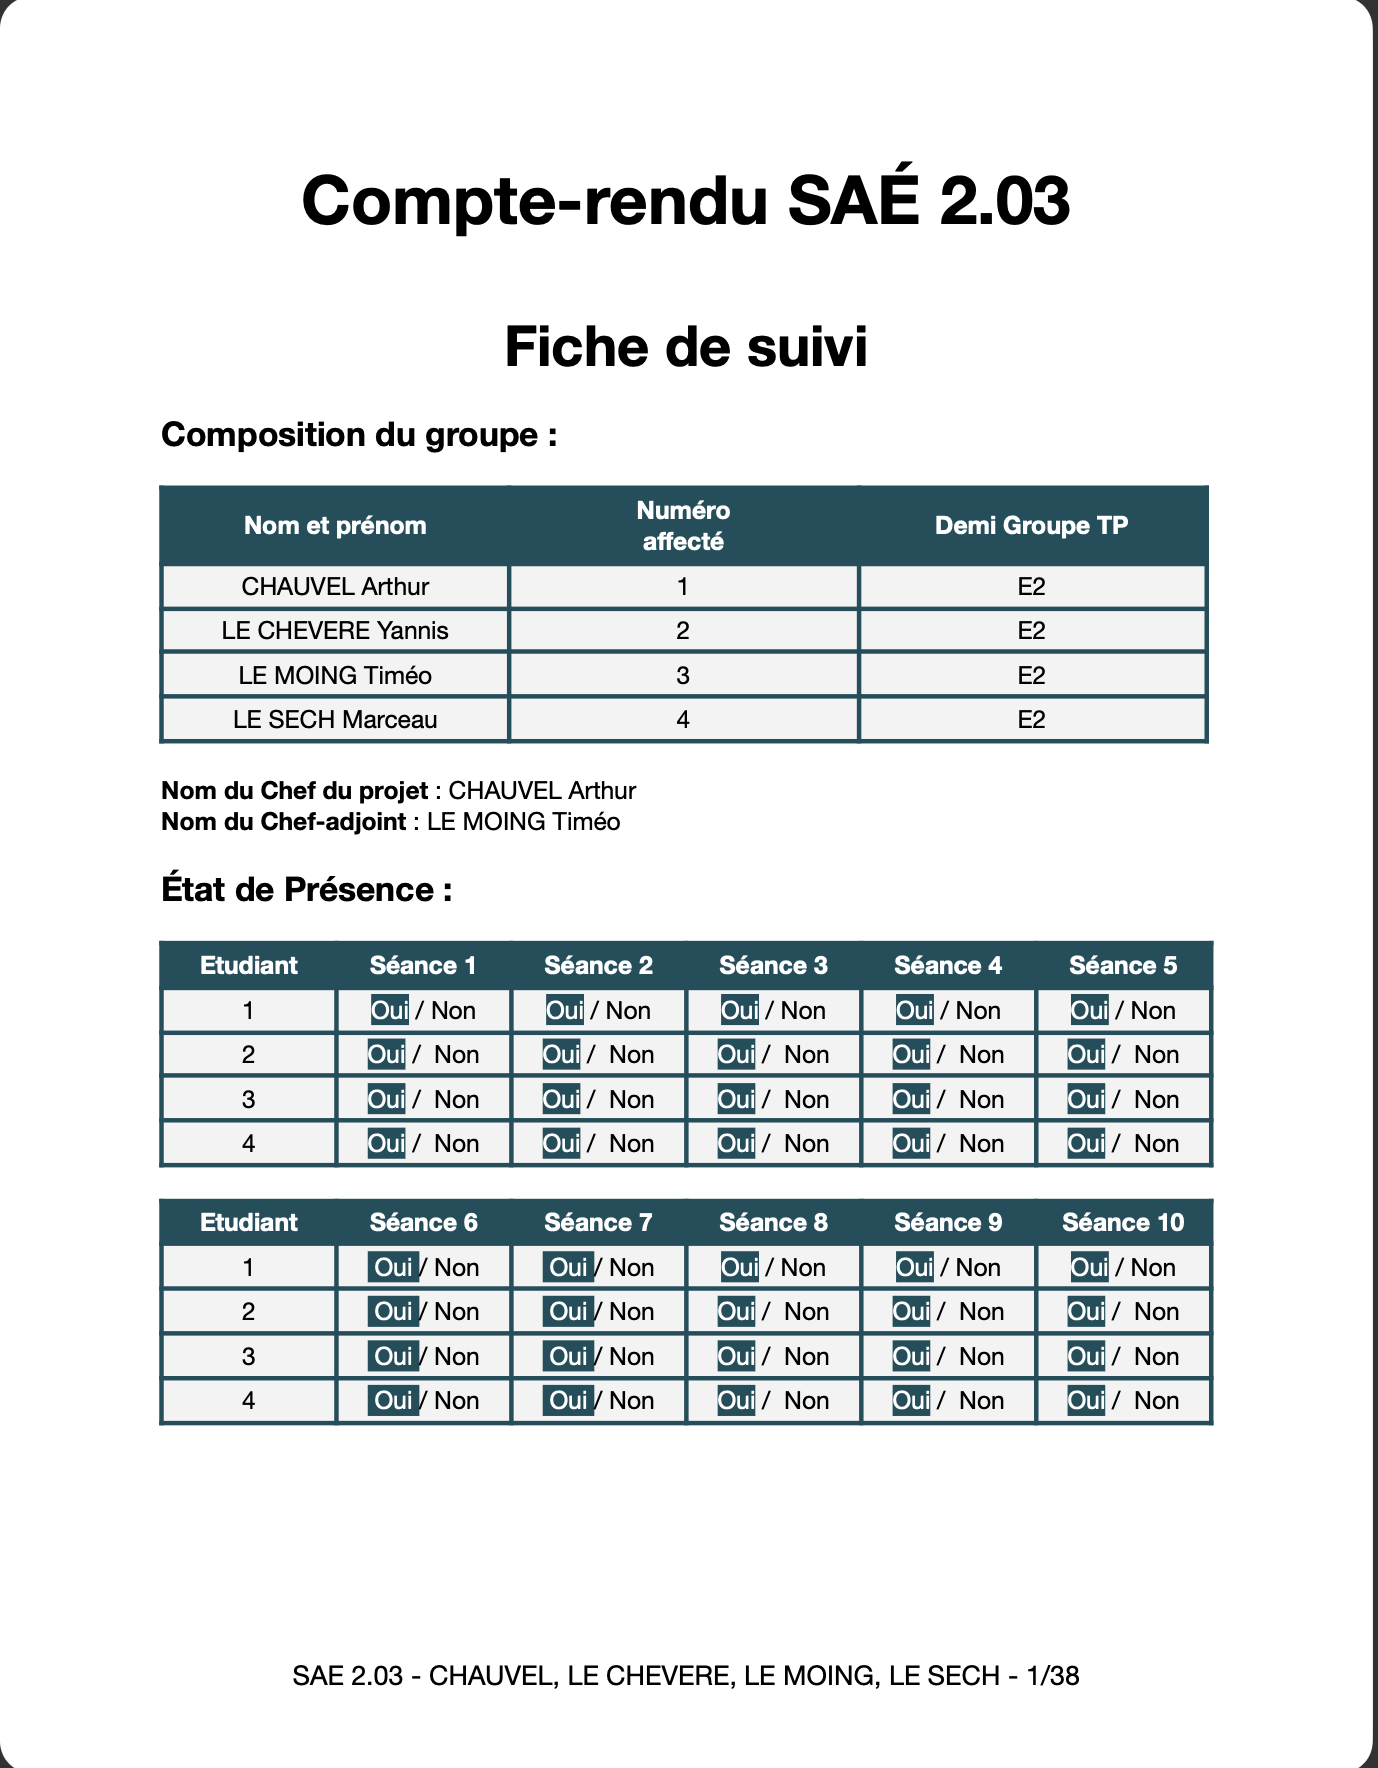 Compte-rendu SAÉ 2.03
Fiche de suivi
Composition du groupe :
Nom et prénom Numéro affecté Demi Groupe TP
CHAUVEL Arthur 1 E2
LE CHEVERE Yannis 2 E2
LE MOING Timéo 3 E2
LE SECH Marceau 4 E2
Nom du Chef du projet : CHAUVEL Arthur
Nom du Chef-adjoint : LE MOING Timéo
État de Présence :
Etudiant Séance 1 Séance 2 Séance 3 Séance 4 Séance 5
1 Oui / Non Oui / Non Oui / Non Oui / Non Oui / Non
2 Oui / Non Oui / Non Oui / Non Oui / Non Oui / Non
3 Oui / Non Oui / Non Oui / Non Oui / Non Oui / Non
4 Oui / Non Oui / Non Oui / Non Oui / Non Oui / Non
Etudiant Séance 6 Séance 7 Séance 8 Séance 9 Séance 10
1 Oui / Non Oui / Non Oui / Non Oui / Non Oui / Non
2 Oui / Non Oui / Non Oui / Non Oui / Non Oui / Non
3 Oui / Non Oui / Non Oui / Non Oui / Non Oui / Non
4 Oui / Non Oui / Non Oui / Non Oui / Non Oui / Non
SAE 2.03 - CHAUVEL, LE CHEVERE, LE MOING, LE SECH - 1/38